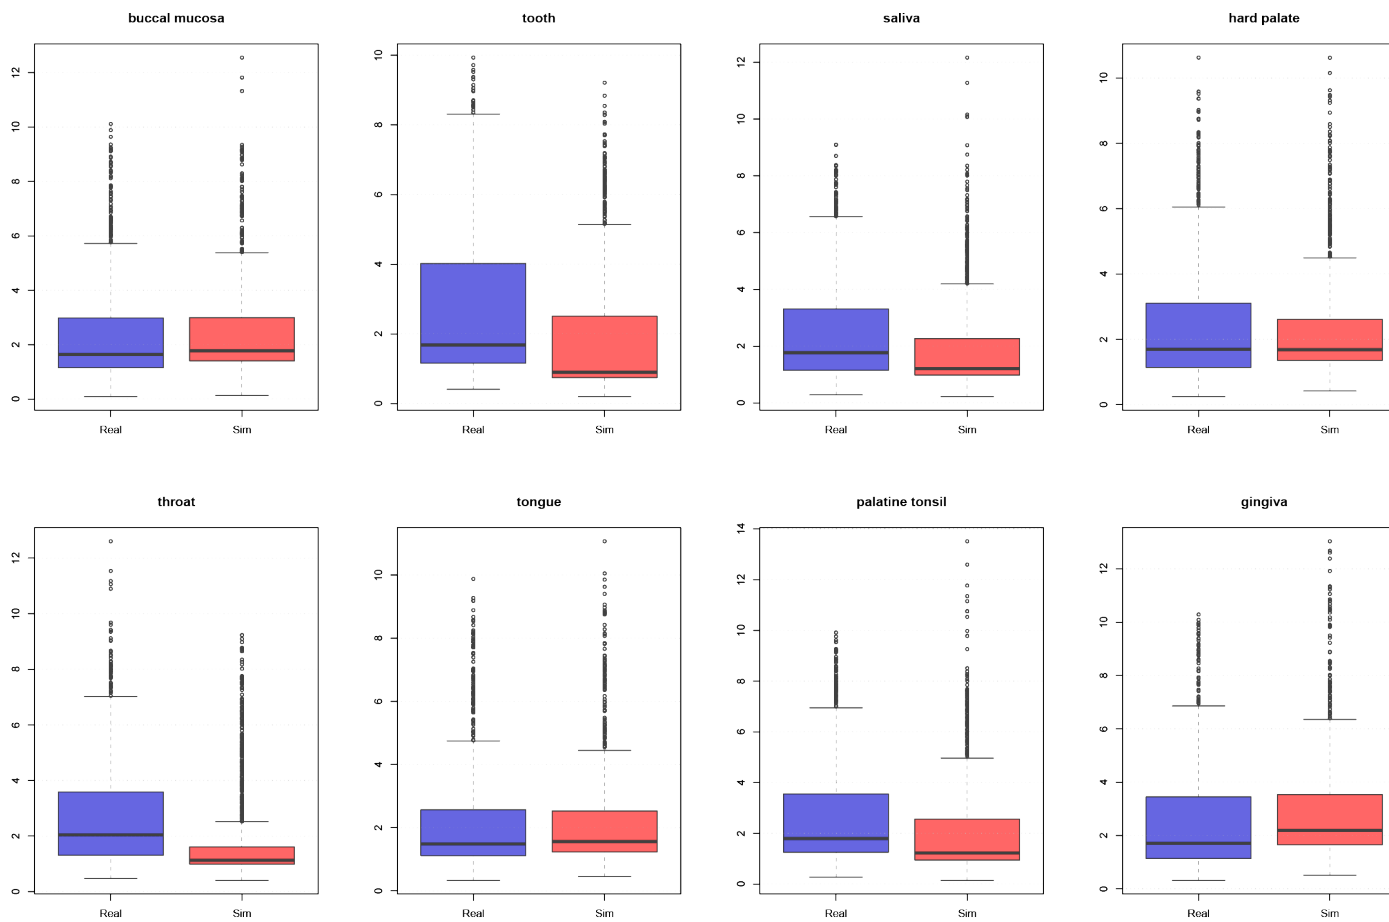 buccal mucosa
0 2 4 6 8 10 12
Real Sim
tooth
0 2 4 6 8 10
Real Sim
saliva
0 2 4 6 8 10 12
Real Sim
hard palate
0 2 4 6 8 10
Real Sim
throat
0 2 4 6 8 10 12
Real Sim
tongue
0 2 4 6 8 10
Real Sim
palatine tonsil
0 2 4 6 8 10 12 14
Real Sim
gingiva
0 2 4 6 8 10 12
Real Sim